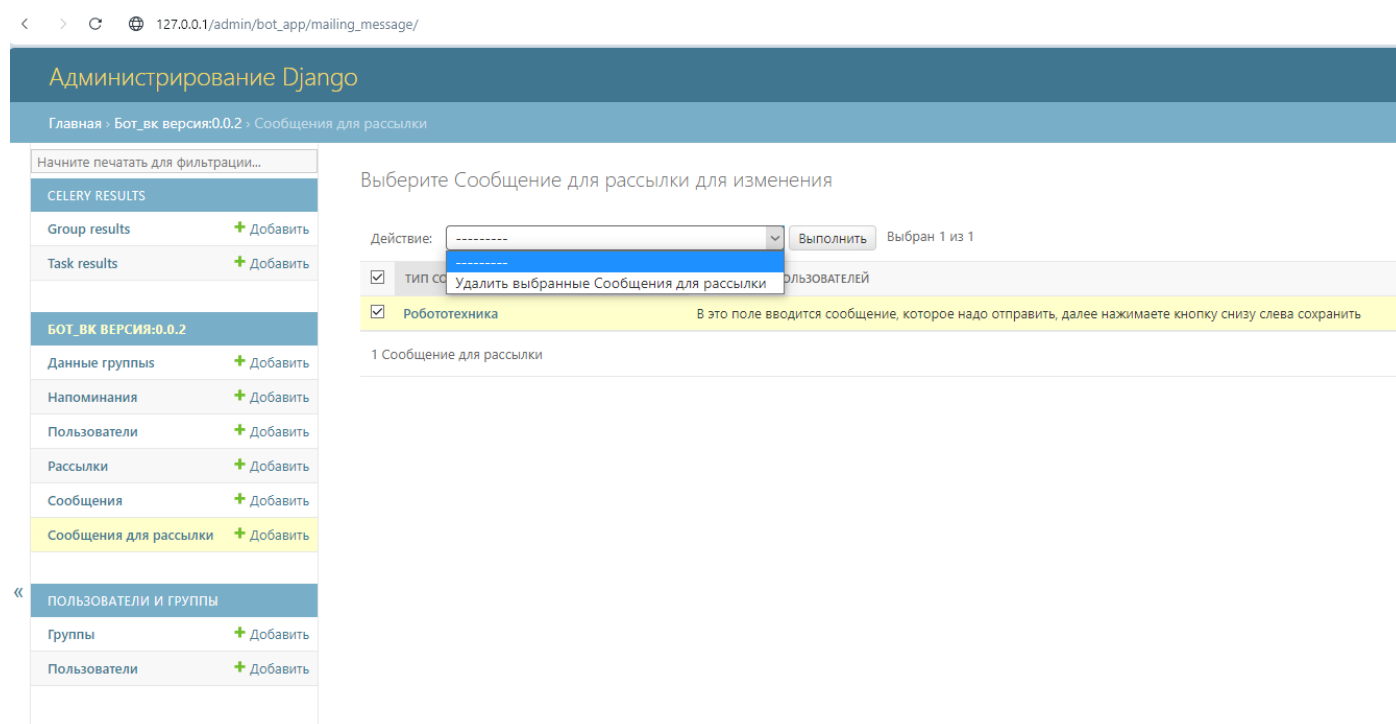 127.0.0.1/admin/bot_app/mailing_message/
Администрирование Django
Главная › Бот_вк версия:0.0.2 › Сообщения для рассылки
Начните печатать для фильтрации...
CELERY RESULTS
Group results + Добавить
Task results + Добавить
БОТ_ВК ВЕРСИЯ:0.0.2
Данные группыs + Добавить
Напоминания + Добавить
Пользователи + Добавить
Рассылки + Добавить
Сообщения + Добавить
Сообщения для рассылки + Добавить
«
ПОЛЬЗОВАТЕЛИ И ГРУППЫ
Группы + Добавить
Пользователи + Добавить
Выберите Сообщение для рассылки для изменения
Действие: --------- Выполнить Выбран 1 из 1
---------
Удалить выбранные Сообщения для рассылки
ТИП
Робототехника В это поле вводится сообщение, которое надо отправить, далее нажимаете кнопку снизу слева сохранить
1 Сообщение для рассылки